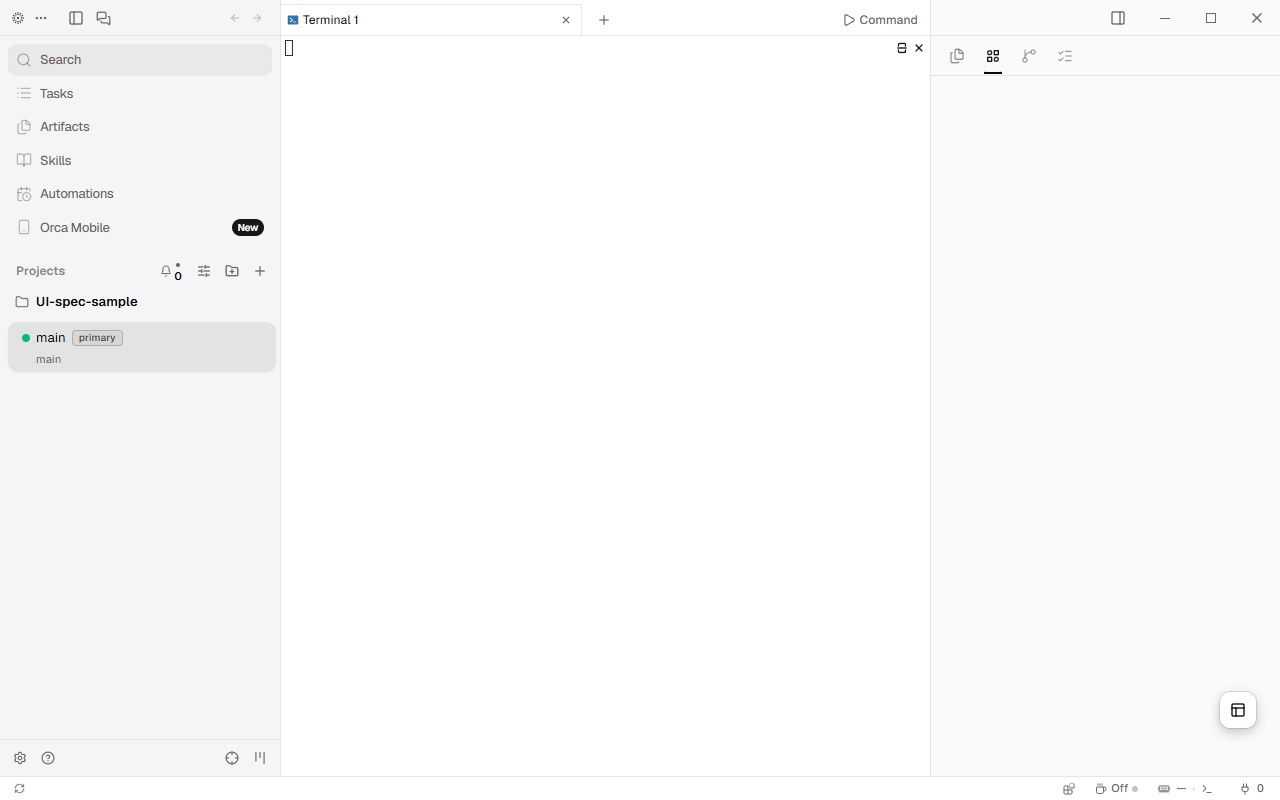 Terminal 1
Command
Search
Tasks
Artifacts
Skills
Automations
Orca Mobile
New
Projects
0
UI-spec-sample
main
primary
main
Off
0